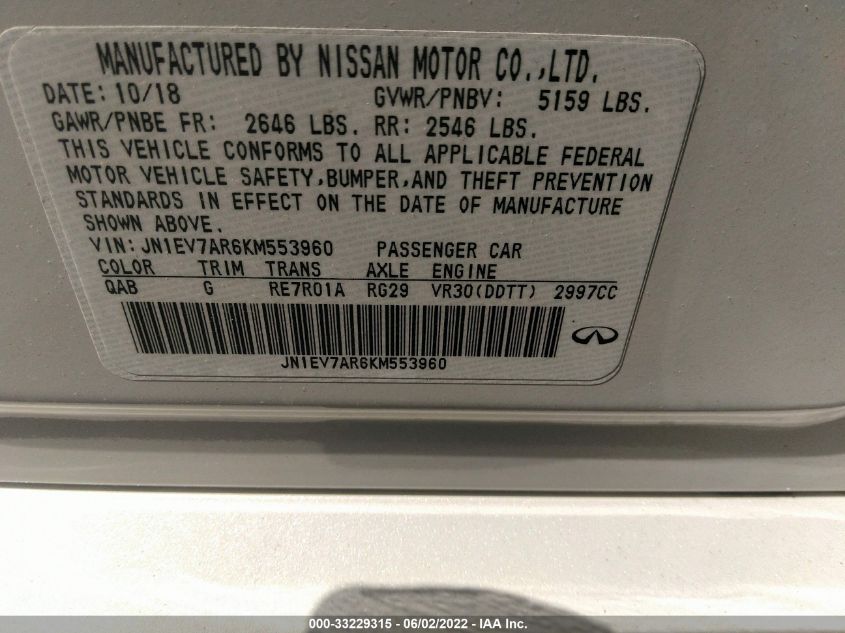 MANUFACTURED BY NISSAN MOTOR CO.,LTD.
DATE: 10/18 GVWR/PNBV: 5159 LBS.
GAWR/PNBE FR: 2646 LBS. RR: 2546 LBS.
THIS VEHICLE CONFORMS TO ALL APPLICABLE FEDERAL
MOTOR VEHICLE SAFETY,BUMPER,AND THEFT PREVENTION
STANDARDS IN EFFECT ON THE DATE OF MANUFACTURE
SHOWN ABOVE.
VIN: JN1EV7AR6KM553960 PASSENGER CAR
COLOR TRIM TRANS AXLE ENGINE
QAB G RE7R01A RG29 VR30(DDTT) 2997CC
JN1EV7AR6KM553960
000-33229315 - 06/02/2022 - IAA Inc.